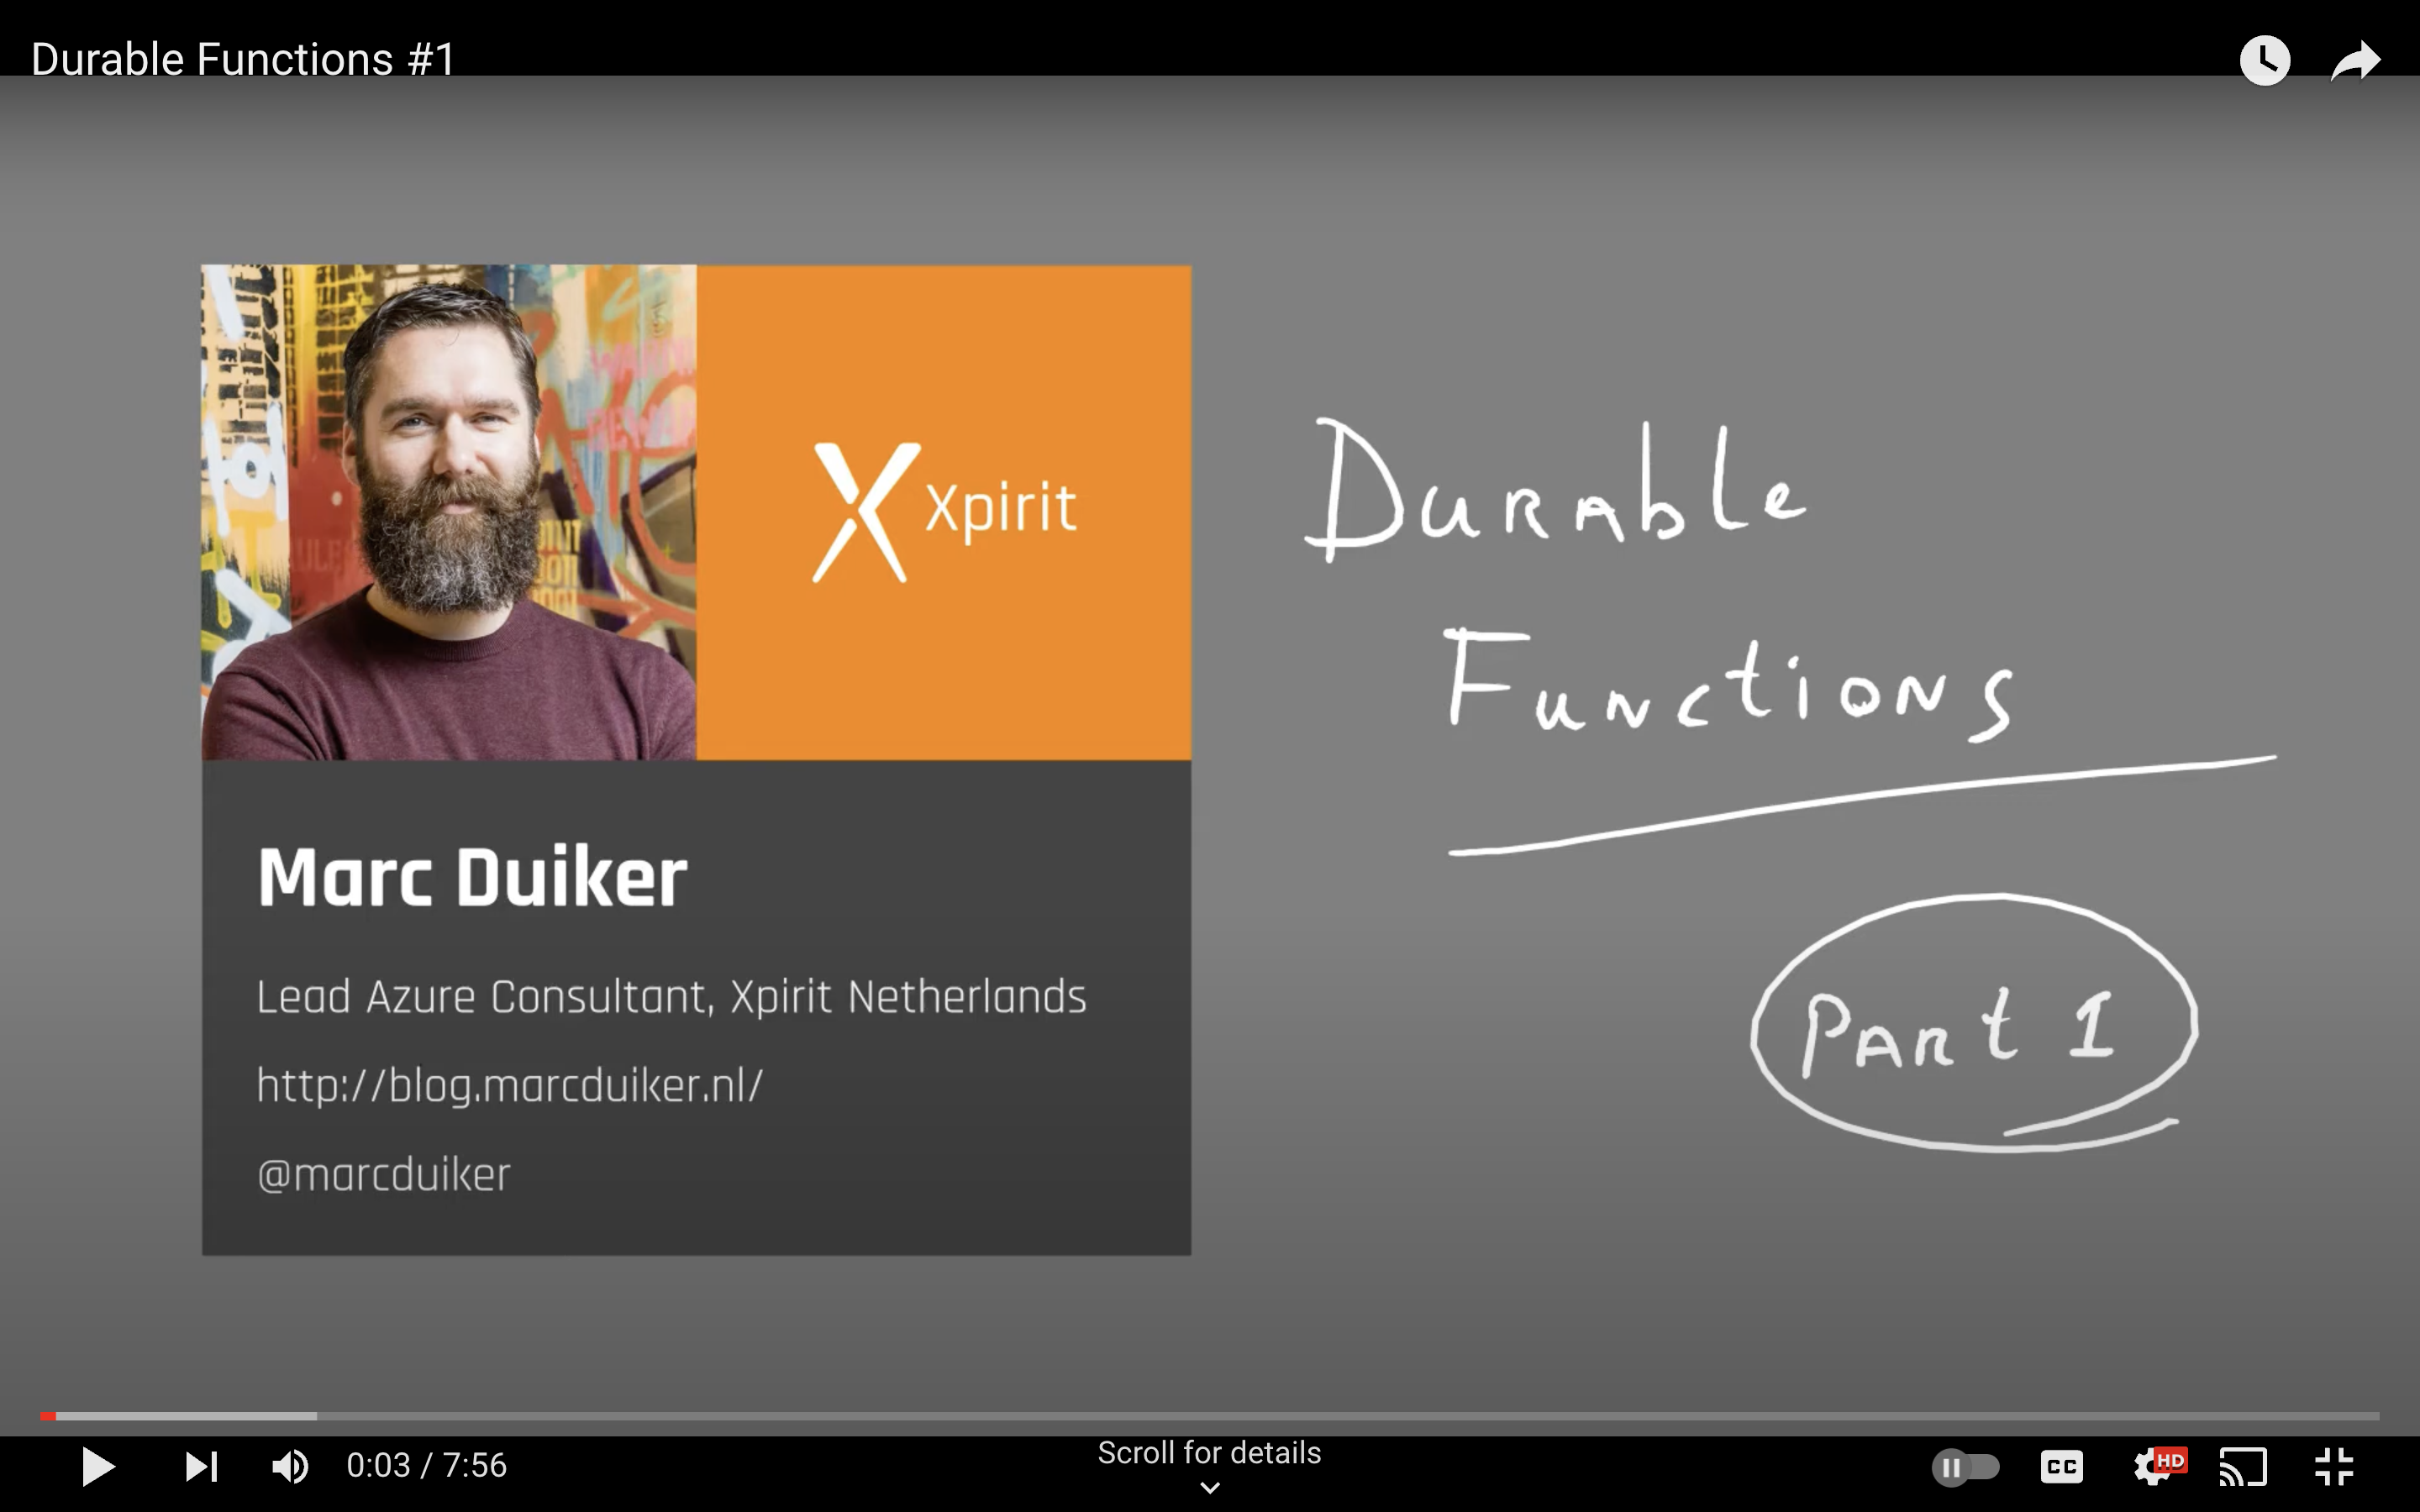 Durable Functions #1
Xpirit
Durable
Functions
Part 1
Marc Duiker
Lead Azure Consultant, Xpirit Netherlands
http://blog.marcduiker.nl/
@marcduiker
0:03 / 7:56
Scroll for details
CC
HD